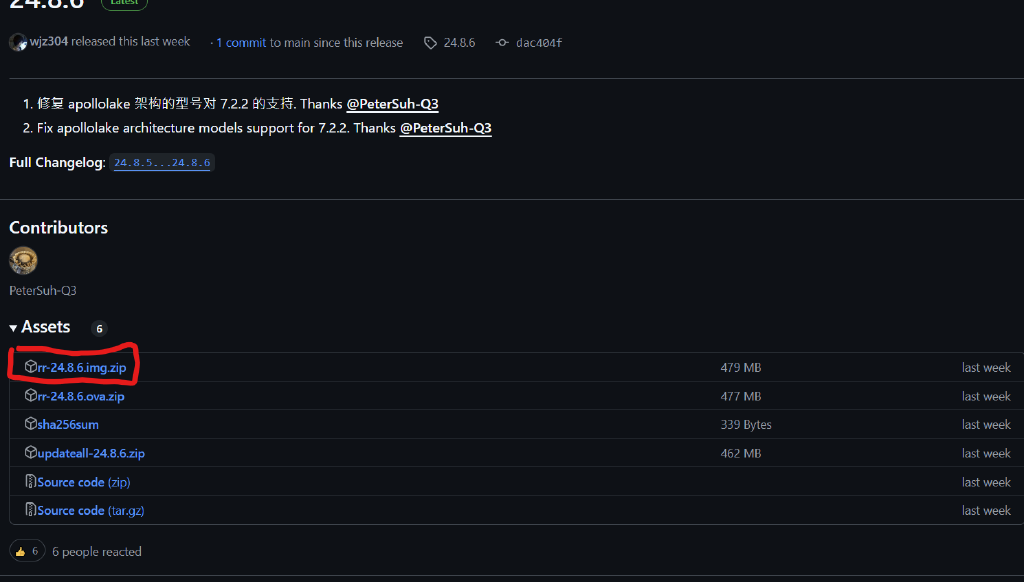 24.8.6 Latest
wjz304 released this last week · 1 commit to main since this release 24.8.6 dac404f
1. 修复 apollolake 架构的型号对 7.2.2 的支持. Thanks @PeterSuh-Q3
2. Fix apollolake architecture models support for 7.2.2. Thanks @PeterSuh-Q3
Full Changelog: 24.8.5...24.8.6
Contributors
PeterSuh-Q3
Assets 6
rr-24.8.6.img.zip 479 MB last week
rr-24.8.6.ova.zip 477 MB last week
sha256sum 339 Bytes last week
updateall-24.8.6.zip 462 MB last week
Source code (zip) last week
Source code (tar.gz) last week
👍 6 6 people reacted